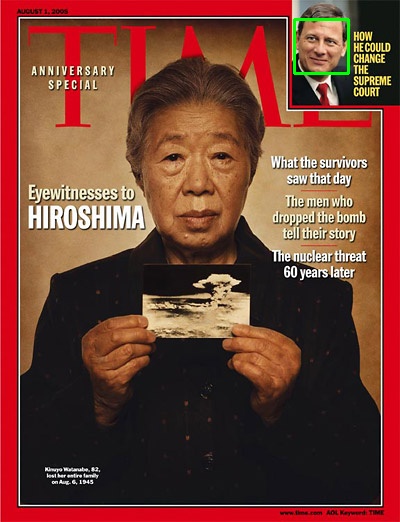 AUGUST 1, 2005
TIME
ANNIVERSARY
SPECIAL
HOW
HE COULD
CHANGE
THE
SUPREME
COURT
Eyewitnesses to
HIROSHIMA
What the survivors
saw that day
The men who
dropped the bomb
tell their story
The nuclear threat
60 years later
Kinuyo Watanabe, 82,
lost her entire family
on Aug. 6, 1945
www.time.com AOL Keyword: TIME